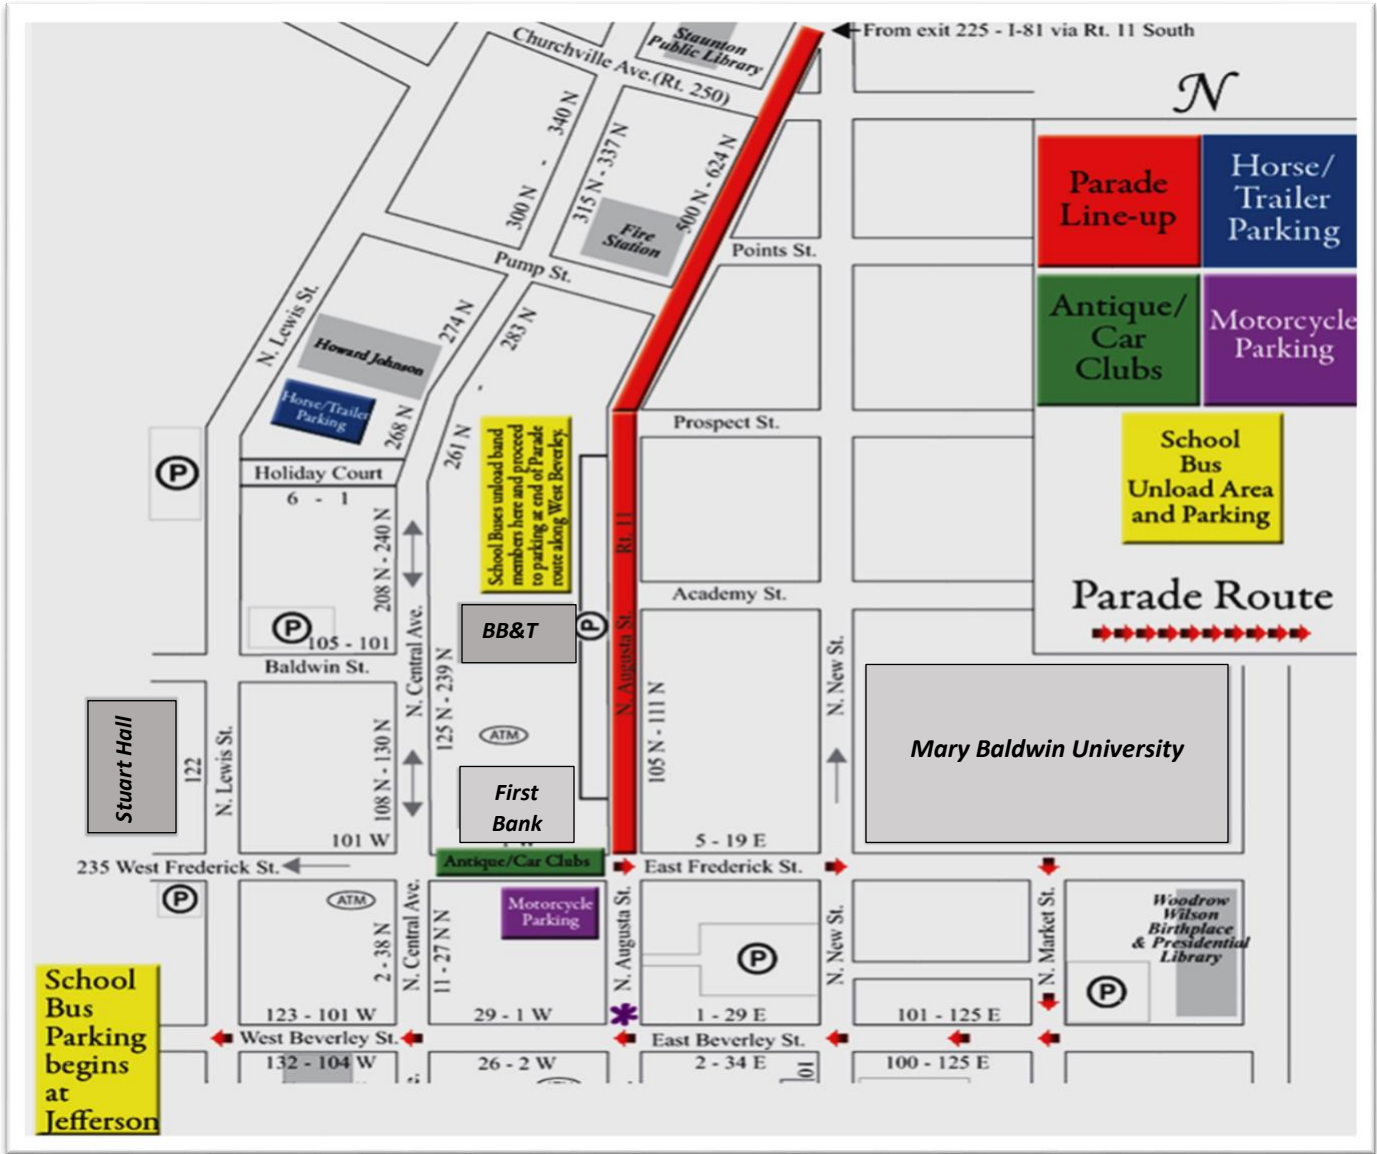 From exit 225 - I-81 via Rt. 11 South
Staunton
Public Library
Churchville Ave.(Rt. 250)
N
340 N
300 N
315 N - 337 N
500 N - 624 N
Fire
Station
Points St.
Pump St.
Parade
Line-up
Horse/
Trailer
Parking
Antique/
Car
Clubs
Motorcycle
Parking
School
Bus
Unload Area
and Parking
Parade Route
N. Lewis St.
Howard Johnson
274 N
283 N
Horse/Trailer
Parking
268 N
261 N
Prospect St.
P
Holiday Court
6 - 1
208 N - 240 N
School Buses unload band
members here and proceed
to parking at end of Parade
route along West Beverley.
Rt. 11
N. Augusta St.
P
Academy St.
P
105 - 101
Baldwin St.
N. Central Ave.
BB&T
125 N - 239 N
ATM
105 N - 111 N
N. New St.
Mary Baldwin University
Stuart Hall
122
N. Lewis St.
108 N - 130 N
101 W
First
Bank
5 - 19 E
235 West Frederick St.
Antique/Car Clubs
East Frederick St.
P
ATM
2 - 38 N
N. Central Ave.
11 - 27 N N
Motorcycle
Parking
N. Augusta St.
P
N. New St.
N. Market St.
Woodrow
Wilson
Birthplace
& Presidential
Library
P
School
Bus
Parking
begins
at
Jefferson
123 - 101 W
29 - 1 W
1 - 29 E
101 - 125 E
West Beverley St.
East Beverley St.
132 - 104 W
26 - 2 W
2 - 34 E
101
100 - 125 E